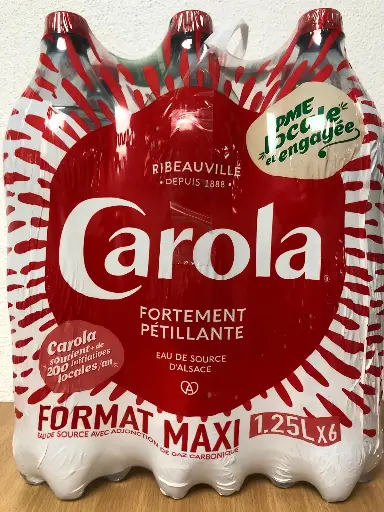 PME
locale
et engagée
RIBEAUVILLÉ
• DEPUIS 1888 •
Carola
FORTEMENT
PÉTILLANTE
EAU DE SOURCE
D'ALSACE
Carola
soutient + de
200 initiatives
locales/an
FORMAT MAXI 1.25L X6
EAU DE SOURCE AVEC ADJONCTION DE GAZ CARBONIQUE